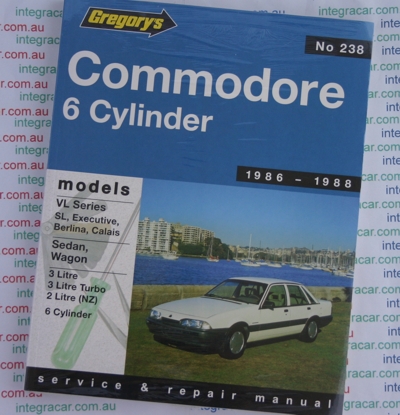 Gregory's
No 238
Commodore
6 Cylinder
1986 - 1988
models
VL Series
SL, Executive,
Berlina, Calais
Sedan,
Wagon
3 Litre
3 Litre Turbo
2 Litre (NZ)
6 Cylinder
service & repair manual
integracar.com.au